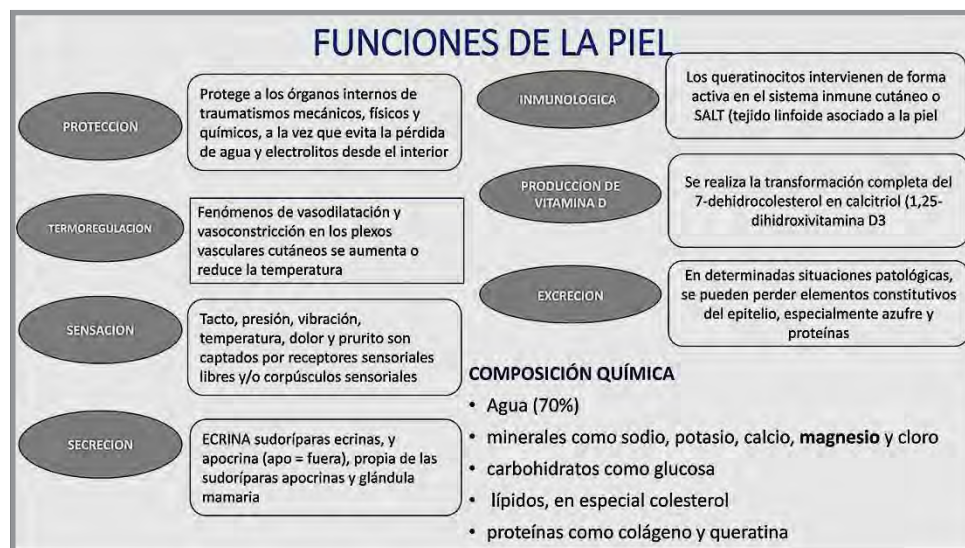 FUNCIONES DE LA PIEL
PROTECCION
Protege a los órganos internos de
traumatismos mecánicos, físicos y
químicos, a la vez que evita la pérdida
de agua y electrolitos desde el interior
TERMOREGULACION
Fenómenos de vasodilatación y
vasoconstricción en los plexos
vasculares cutáneos se aumenta o
reduce la temperatura
SENSACION
Tacto, presión, vibración,
temperatura, dolor y prurito son
captados por receptores sensoriales
libres y/o corpúsculos sensoriales
SECRECION
ECRINA sudoríparas ecrinas, y
apocrina (apo = fuera), propia de las
sudoríparas apocrinas y glándula
mamaria
INMUNOLOGICA
Los queratinocitos intervienen de forma
activa en el sistema inmune cutáneo o
SALT (tejido linfoide asociado a la piel
PRODUCCION DE
VITAMINA D
Se realiza la transformación completa del
7-dehidrocolesterol en calcitriol (1,25-
dihidroxivitamina D3
EXCRECION
En determinadas situaciones patológicas,
se pueden perder elementos constitutivos
del epitelio, especialmente azufre y
proteínas
COMPOSICIÓN QUÍMICA
• Agua (70%)
• minerales como sodio, potasio, calcio, magnesio y cloro
• carbohidratos como glucosa
• lípidos, en especial colesterol
• proteínas como colágeno y queratina